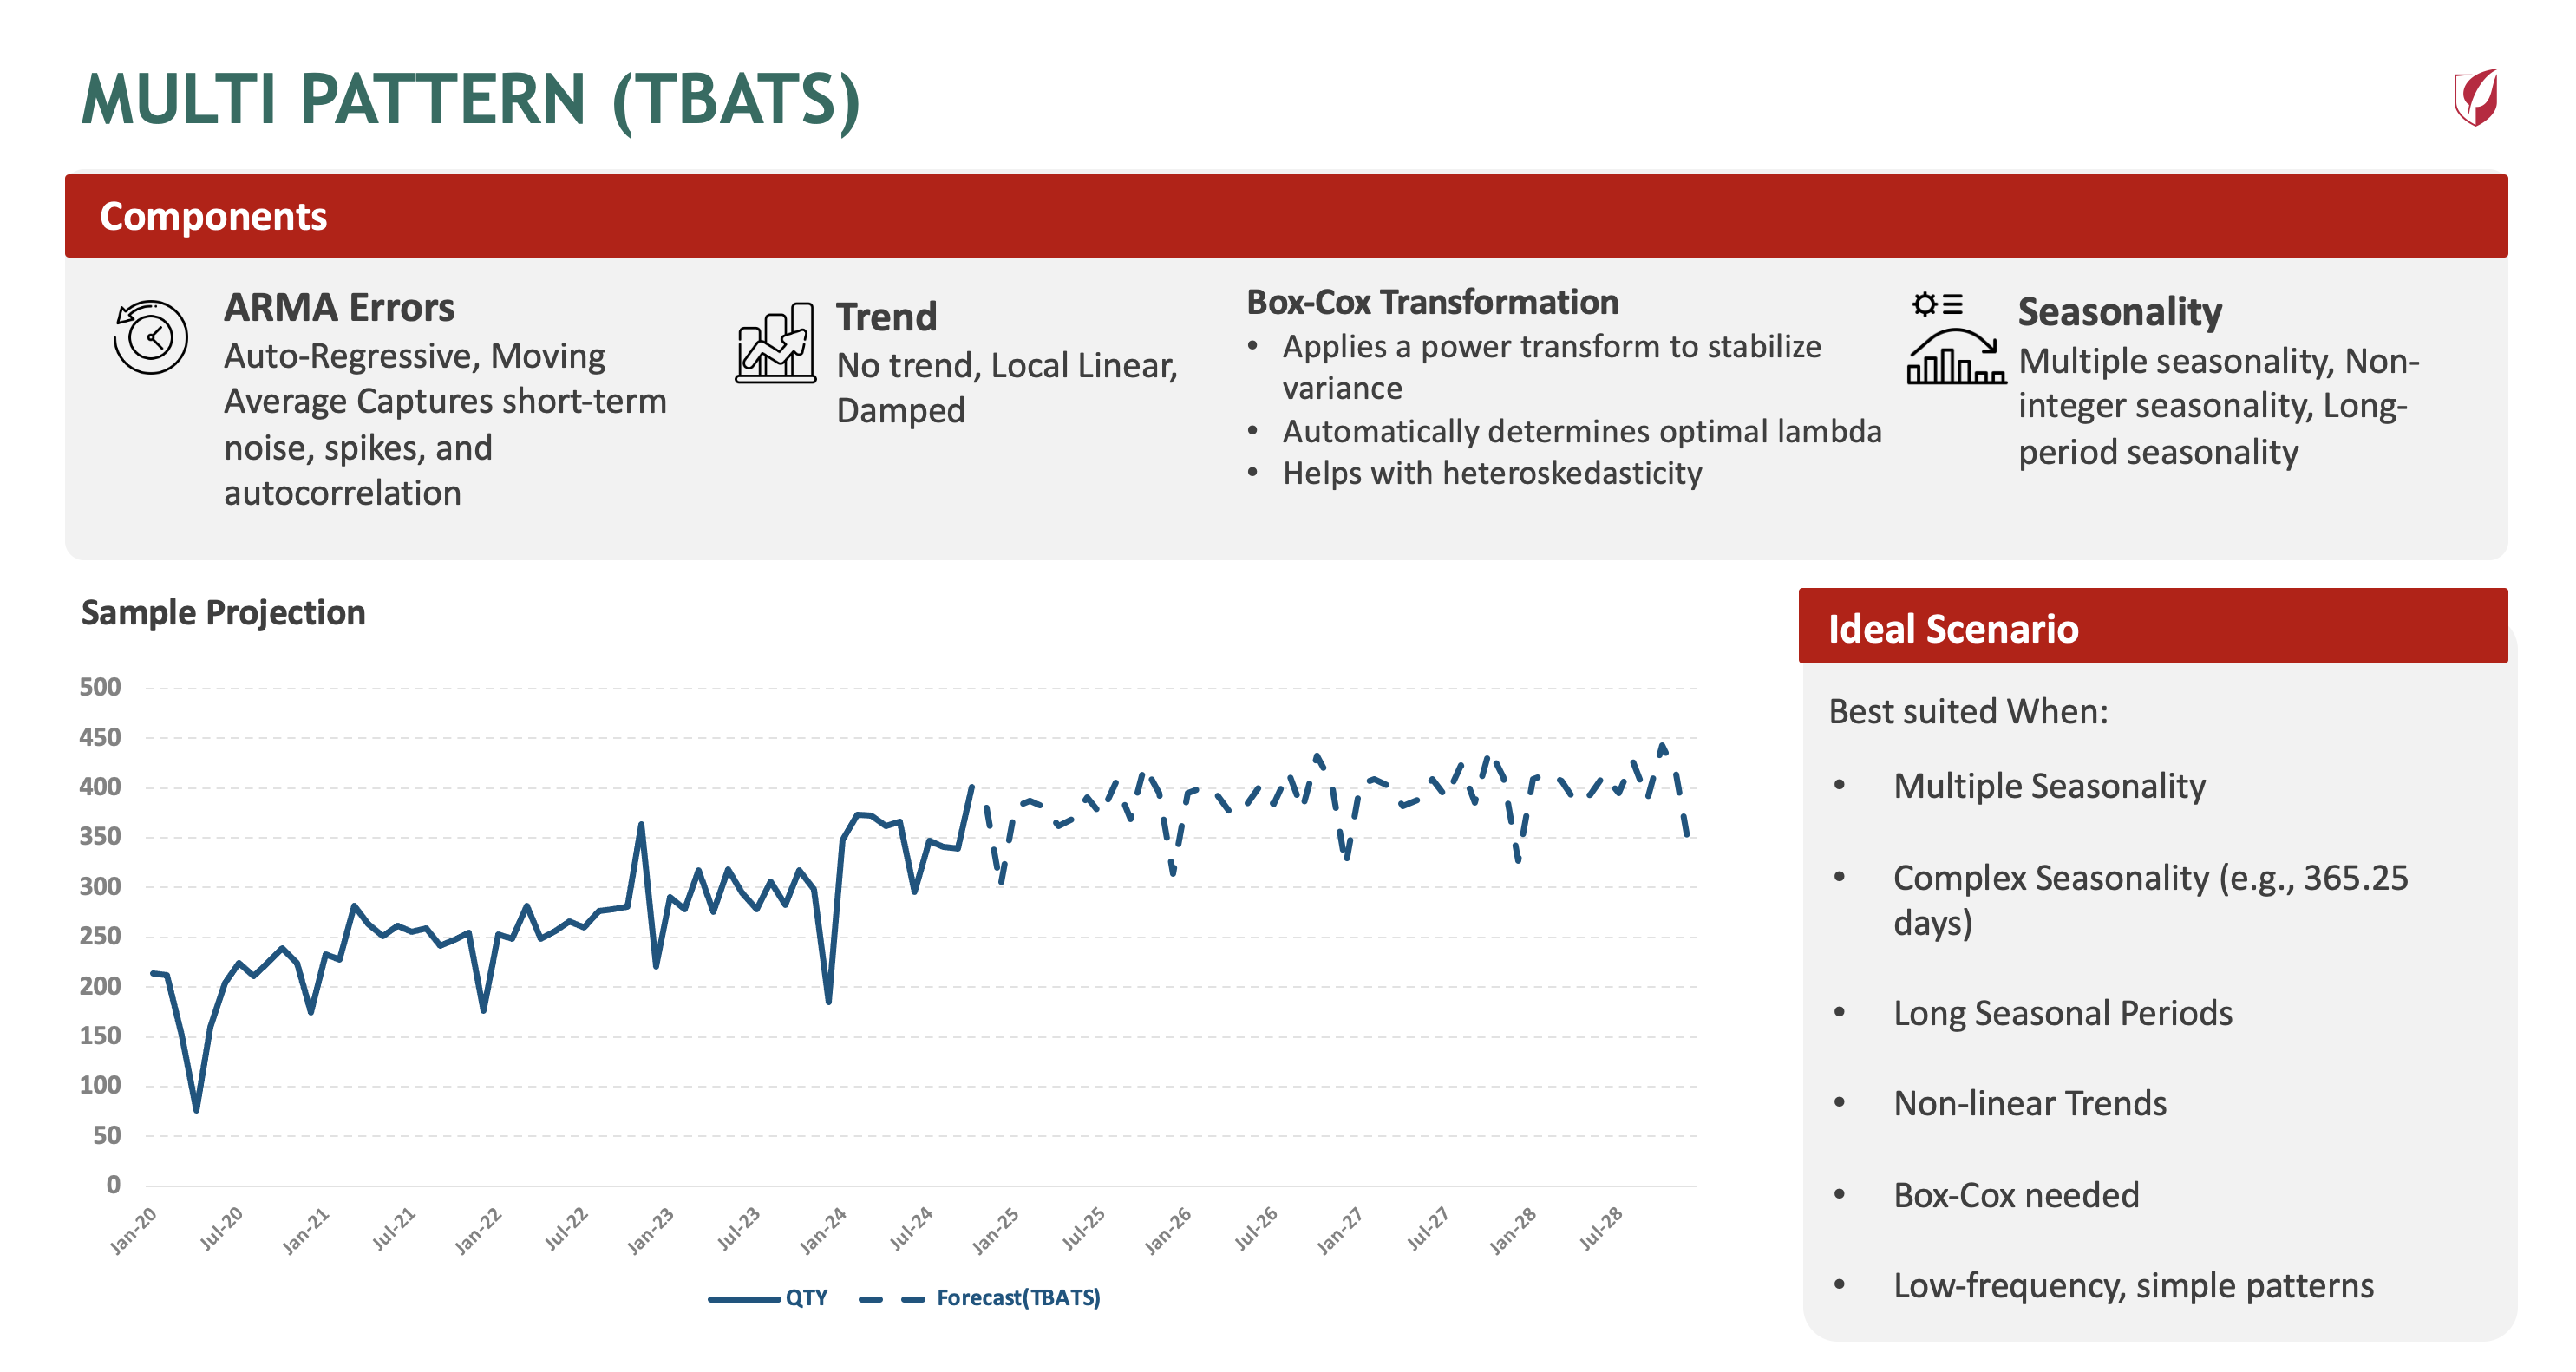 MULTI PATTERN (TBATS)
Components
ARMA Errors
Auto-Regressive, Moving
Average Captures short-term
noise, spikes, and
autocorrelation
Trend
No trend, Local Linear,
Damped
Box-Cox Transformation
• Applies a power transform to stabilize
variance
• Automatically determines optimal lambda
• Helps with heteroskedasticity
Seasonality
Multiple seasonality, Non-
integer seasonality, Long-
period seasonality
Sample Projection
500
450
400
350
300
250
200
150
100
50
0
Jan-20
Jul-20
Jan-21
Jul-21
Jan-22
Jul-22
Jan-23
Jul-23
Jan-24
Jul-24
Jan-25
Jul-25
Jan-26
Jul-26
Jan-27
Jul-27
Jan-28
Jul-28
QTY
Forecast(TBATS)
Ideal Scenario
Best suited When:
• Multiple Seasonality
• Complex Seasonality (e.g., 365.25
days)
• Long Seasonal Periods
• Non-linear Trends
• Box-Cox needed
• Low-frequency, simple patterns